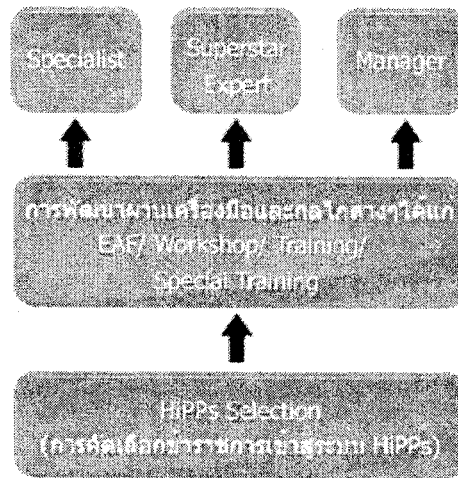 Specialist
Superstar
Expert
Manager
การพัฒนาผ่านเครื่องมือและกลไกต่างๆได้แก่
EAF/ Workshop/ Training/
Special Training
HiPPs Selection
(การคัดเลือกข้าราชการเข้าสู่ระบบ HiPPs)